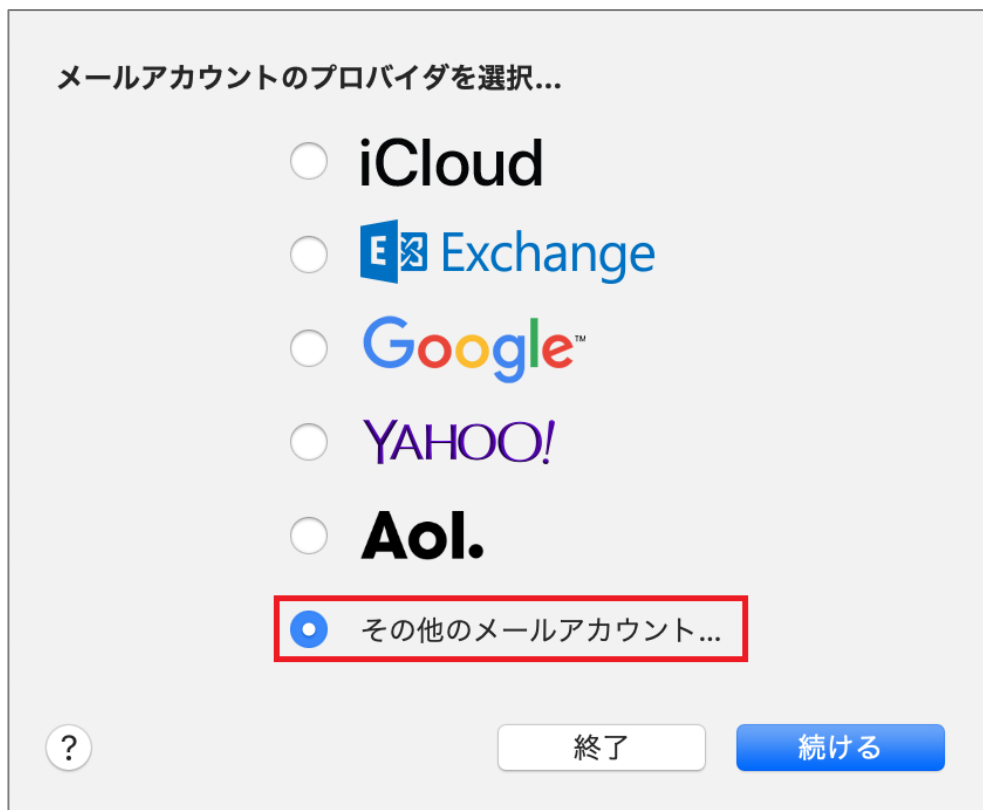 メールアカウントのプロバイダを選択...
iCloud
E Exchange
Google™
YAHOO!
Aol.
その他のメールアカウント...
? 終了 続ける